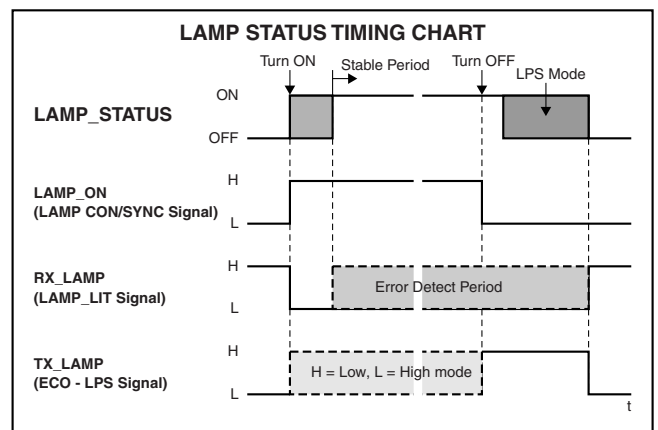 LAMP STATUS TIMING CHART
Turn ON
Stable Period
Turn OFF
LPS Mode
LAMP_STATUS
ON
OFF
LAMP_ON
(LAMP CON/SYNC Signal)
H
L
RX_LAMP
(LAMP_LIT Signal)
H
L
Error Detect Period
TX_LAMP
(ECO - LPS Signal)
H
L
H = Low, L = High mode
t